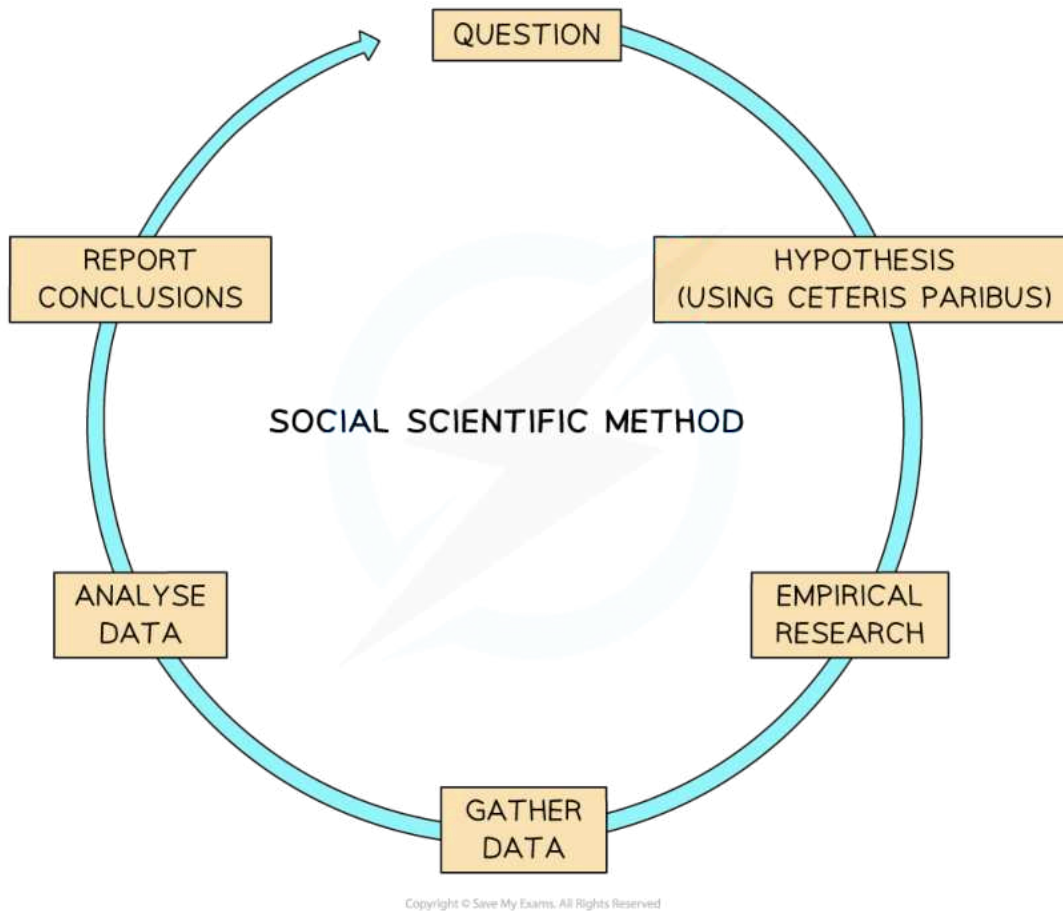 QUESTION
HYPOTHESIS
(USING CETERIS PARIBUS)
EMPIRICAL
RESEARCH
GATHER
DATA
ANALYSE
DATA
REPORT
CONCLUSIONS
SOCIAL SCIENTIFIC METHOD
Copyright © Save My Exams. All Rights Reserved